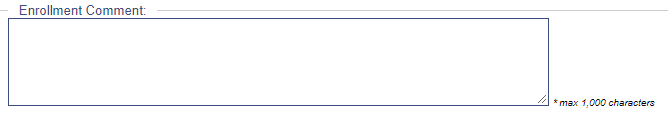 Enrollment Comment:
* max 1,000 characters